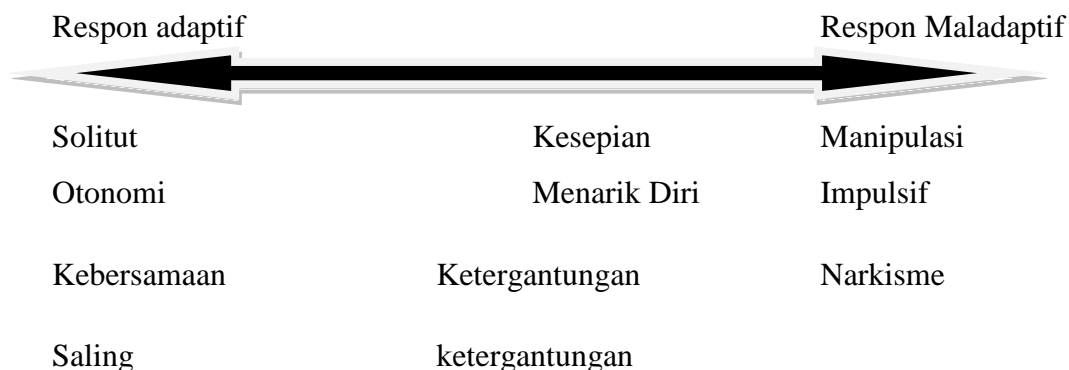 Respon adaptif Respon Maladaptif
Solitut Kesepian Manipulasi
Otonomi Menarik Diri Impulsif
Kebersamaan Ketergantungan Narkisme
Saling ketergantungan